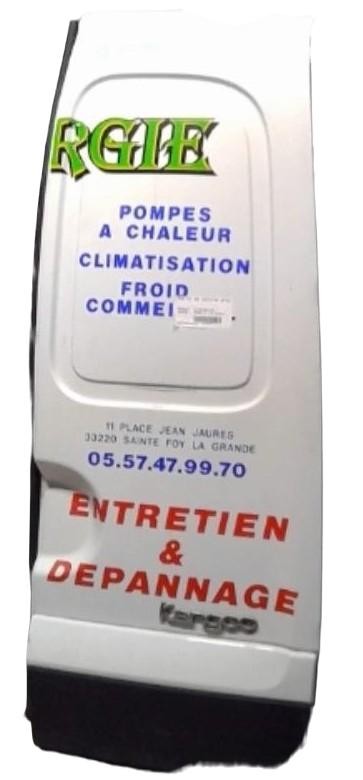 RGIE
POMPES
A CHALEUR
CLIMATISATION
FROID
COMME
11 PLACE JEAN JAURES
33220 SAINTE FOY LA GRANDE
05.57.47.99.70
ENTRETIEN
&
DEPANNAGE
Kangoo